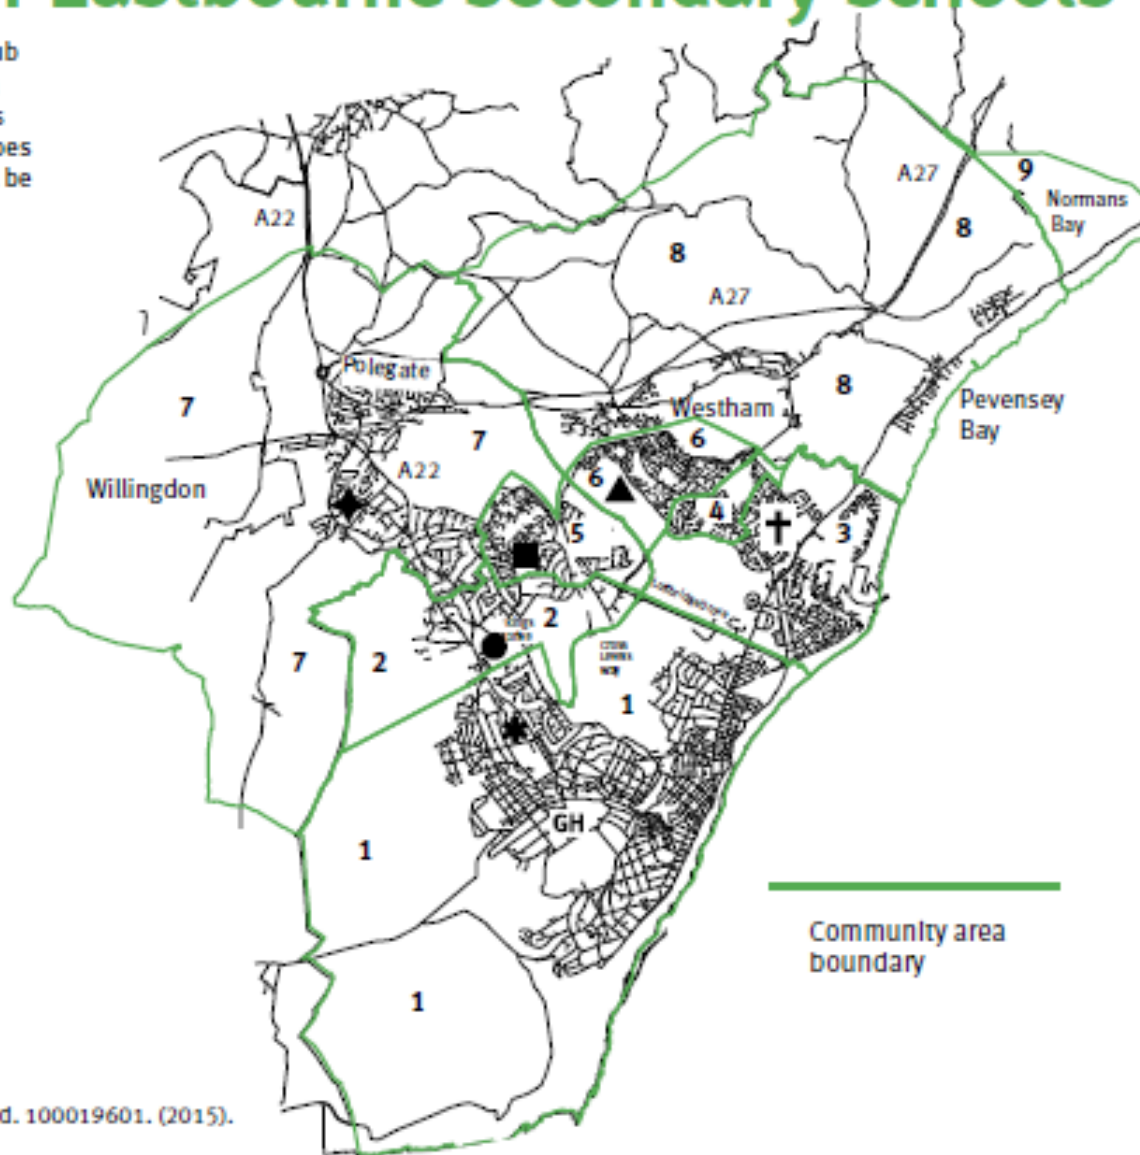 Eastbourne secondary schools
ub
s
oes
be
A22
A27
9
Normans
Bay
8
8
A27
Polegate
7
8
Westham
Pevensey
Bay
7
6
A22
6
Willingdon
4
5
3
2
7
2
1
GH
1
Community area
boundary
1
d. 100019601. (2015).